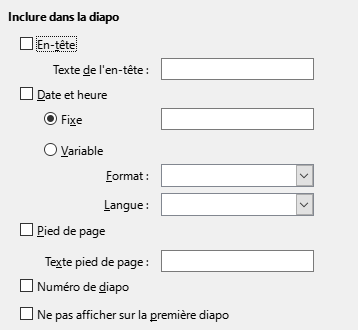 Inclure dans la diapo
En-tête
Texte de l'en-tête :
Date et heure
Fixe
Variable
Format :
Langue :
Pied de page
Texte pied de page :
Numéro de diapo
Ne pas afficher sur la première diapo